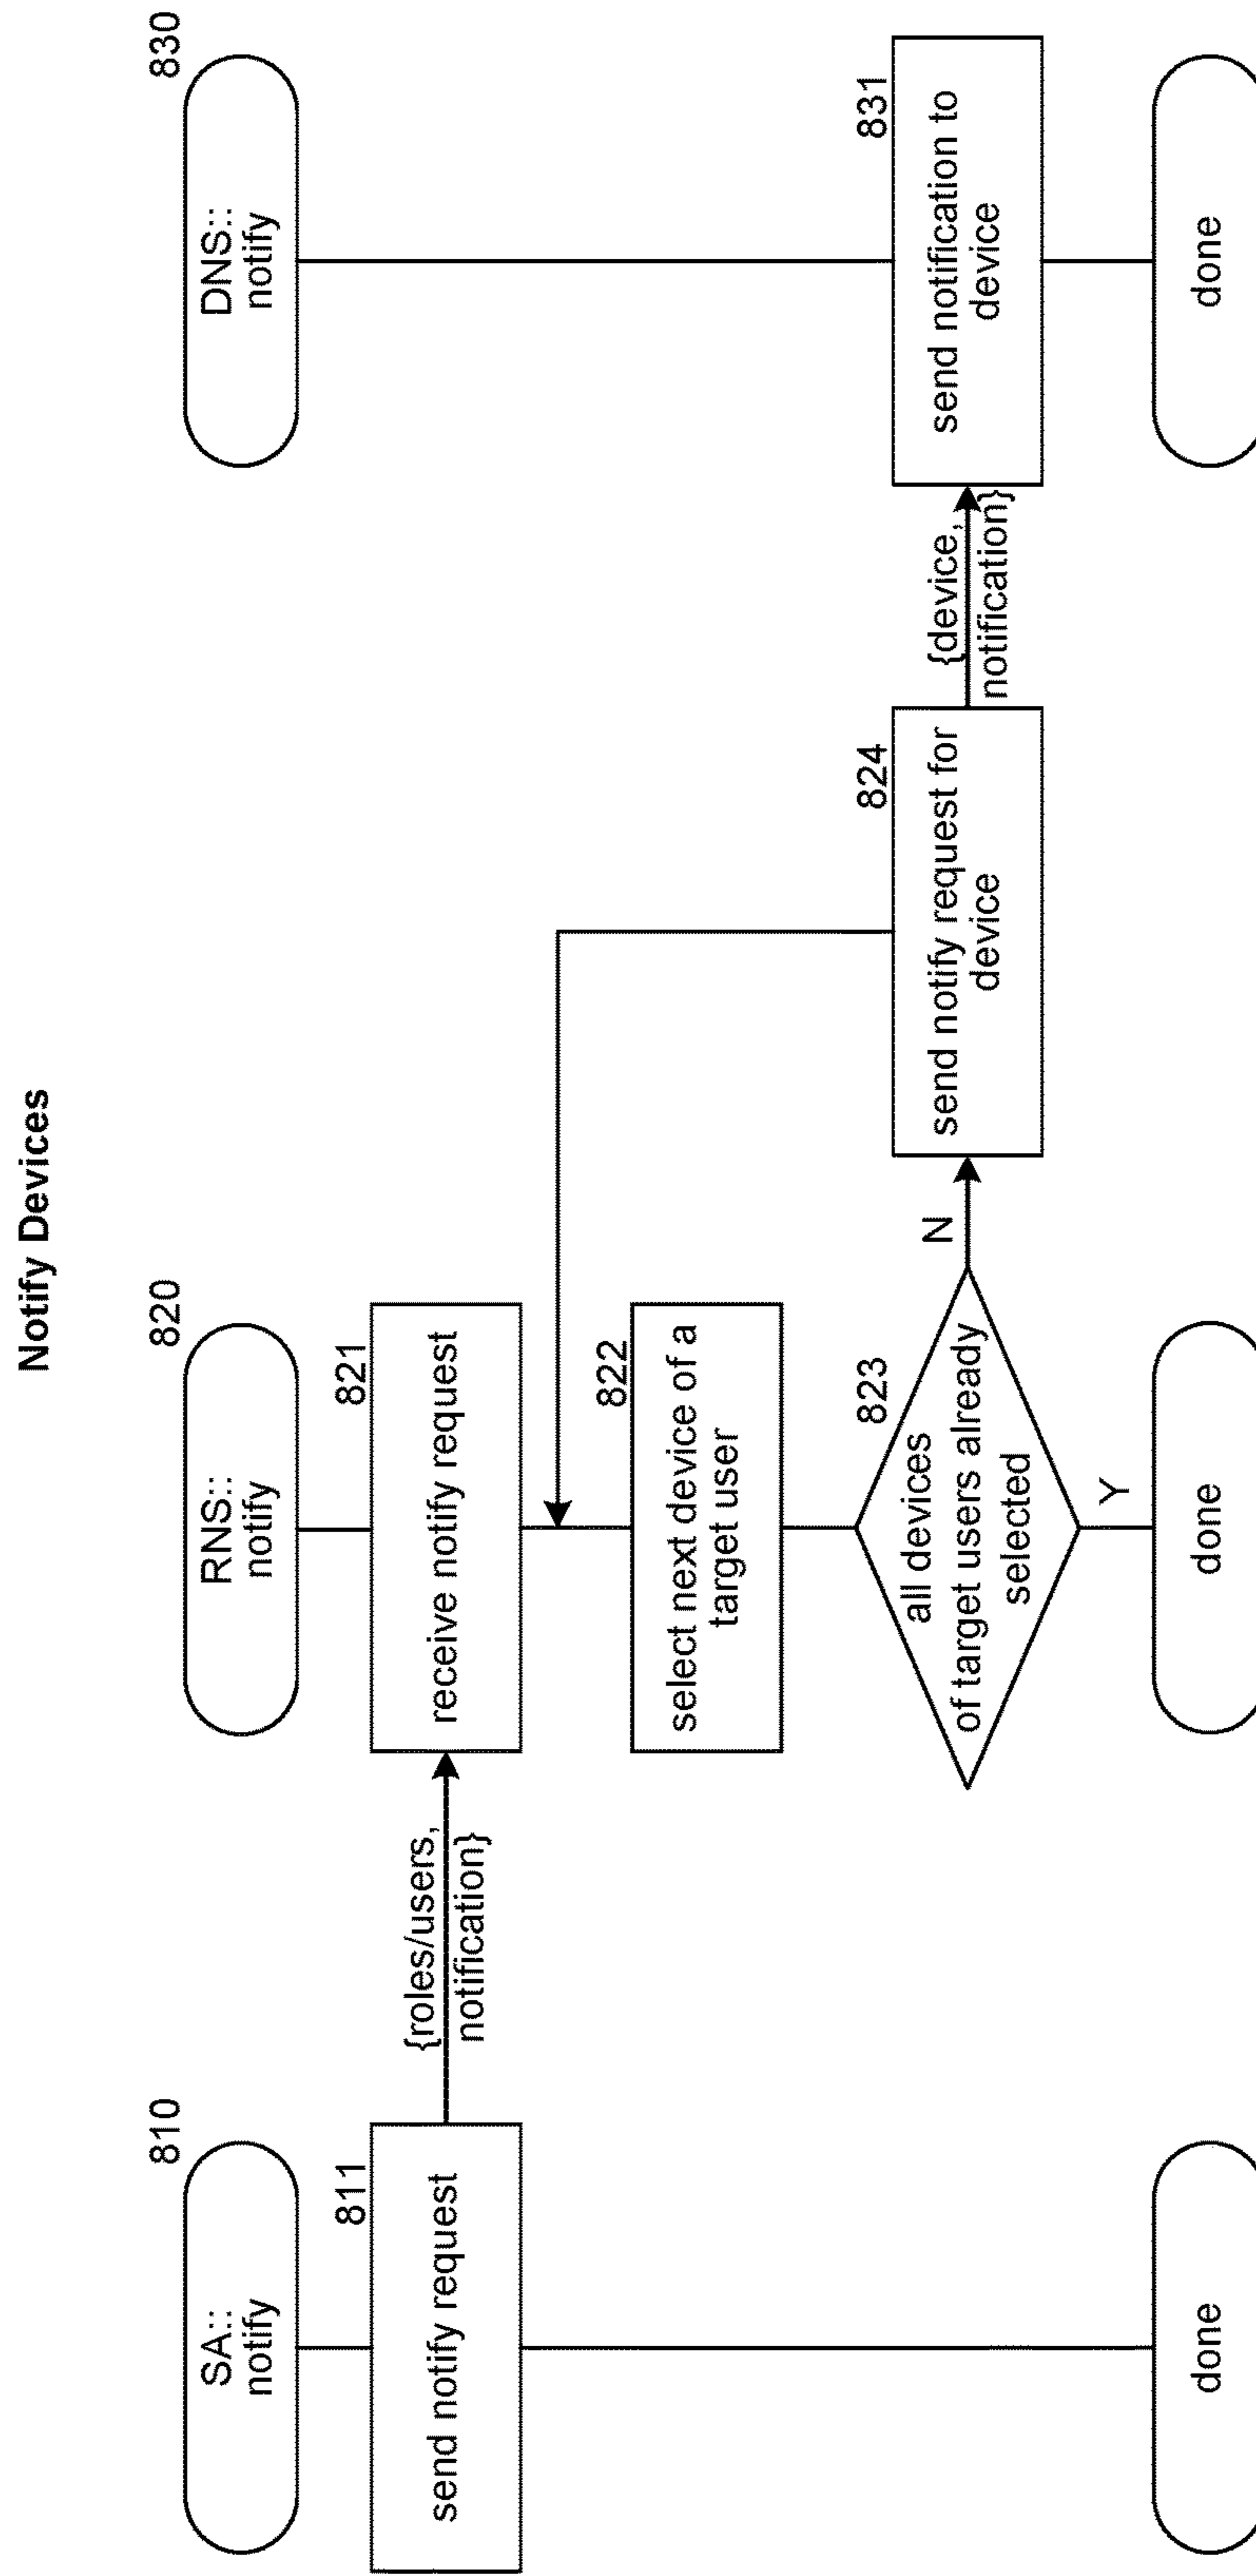 Notify Devices
810
SA::
notify
820
RNS::
notify
830
DNS::
notify
811
send notify request
{roles/users,
notification}
821
receive notify request
822
select next device of a
target user
823
all devices
of target users already
selected
N
Y
824
send notify request for
device
{device,
notification}
831
send notification to
device
done
done
done